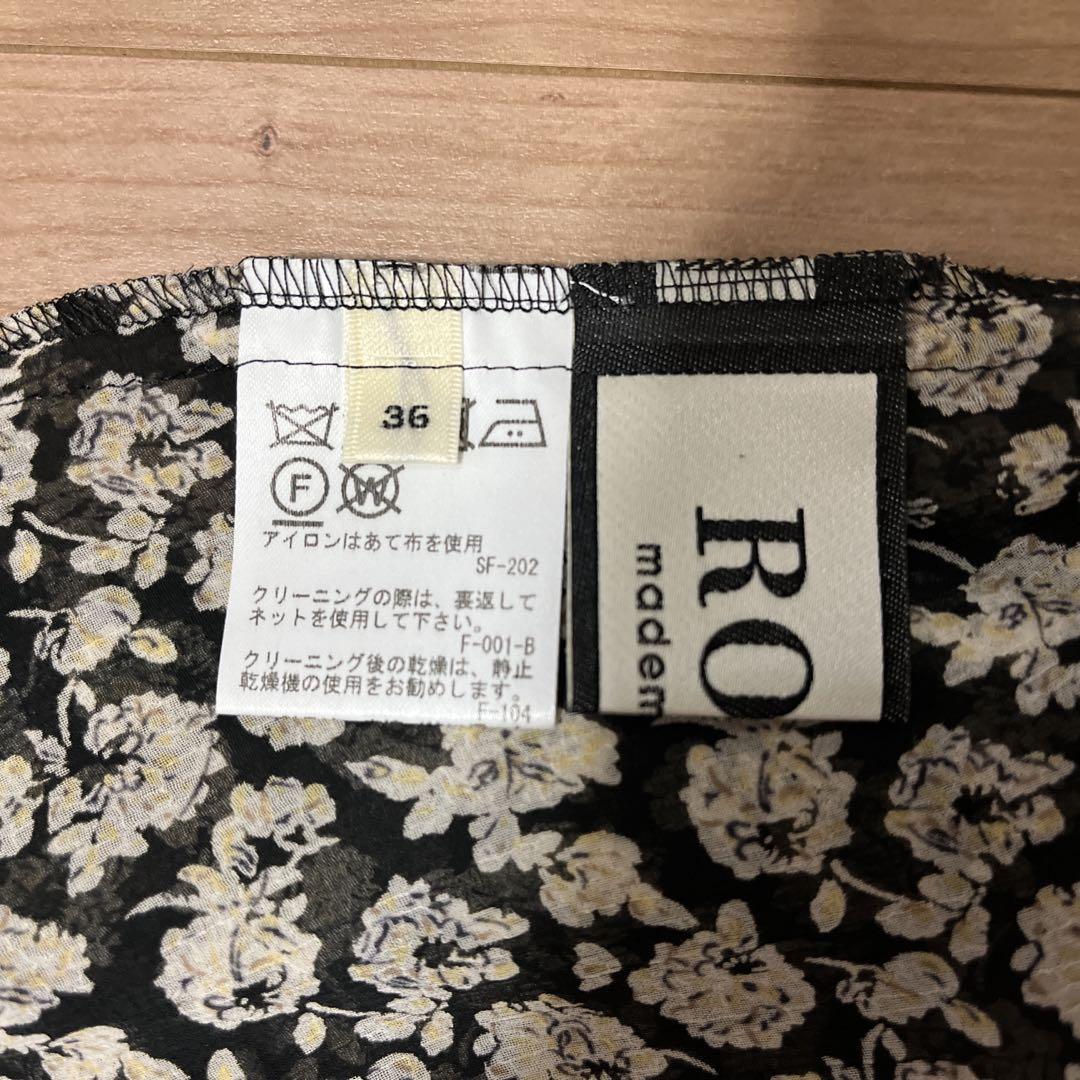 36
F
W
アイロンはあて布を使用
SF-202
クリーニングの際は、裏返して
ネットを使用して下さい。
F-001-B
クリーニング後の乾燥は、静止
乾燥機の使用をお勧めします。
F-104
RO
madem